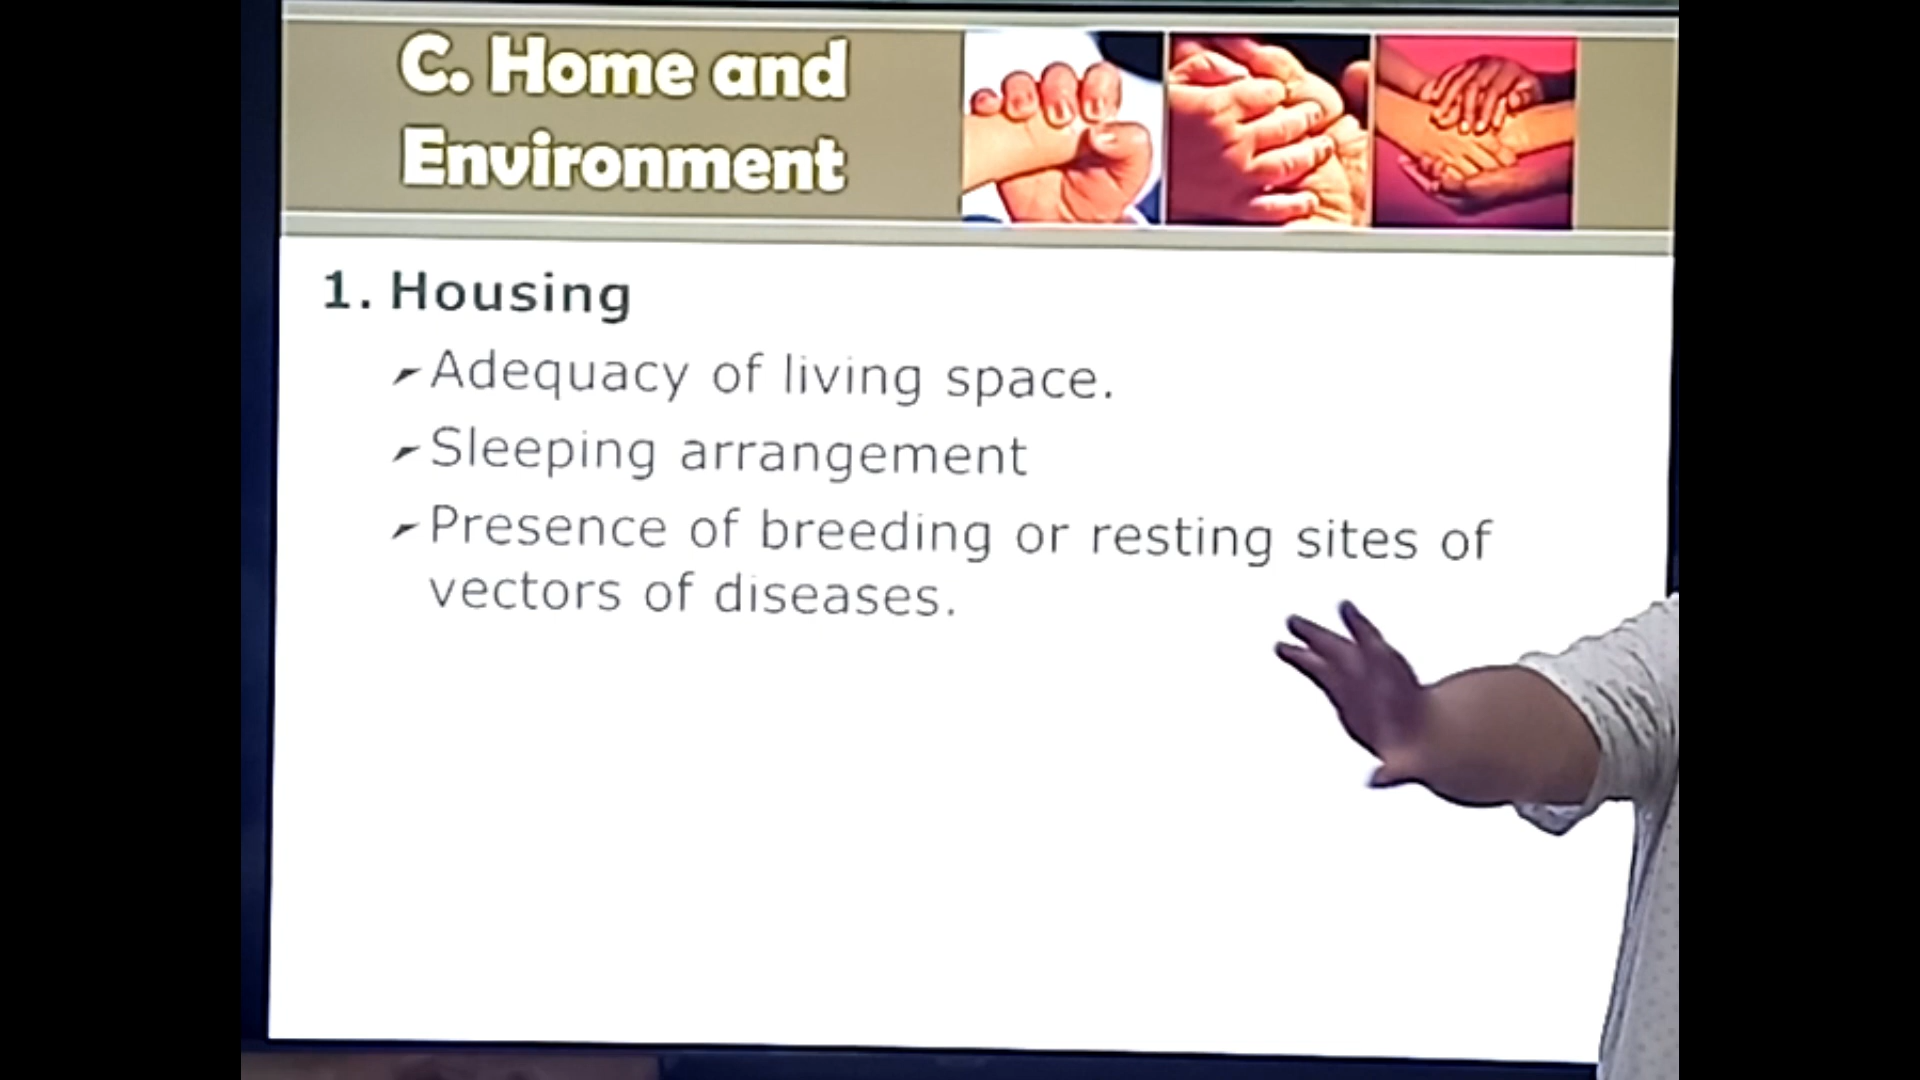 C. Home and
Environment
1. Housing
Adequacy of living space.
Sleeping arrangement
Presence of breeding or resting sites of
vectors of diseases.